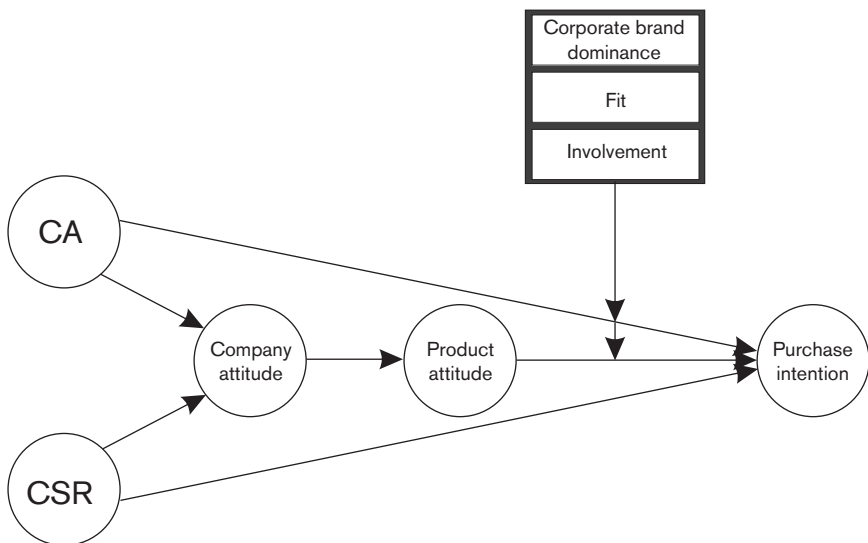 Corporate brand
dominance
Fit
Involvement
CA
Company
attitude
Product
attitude
Purchase
intention
CSR